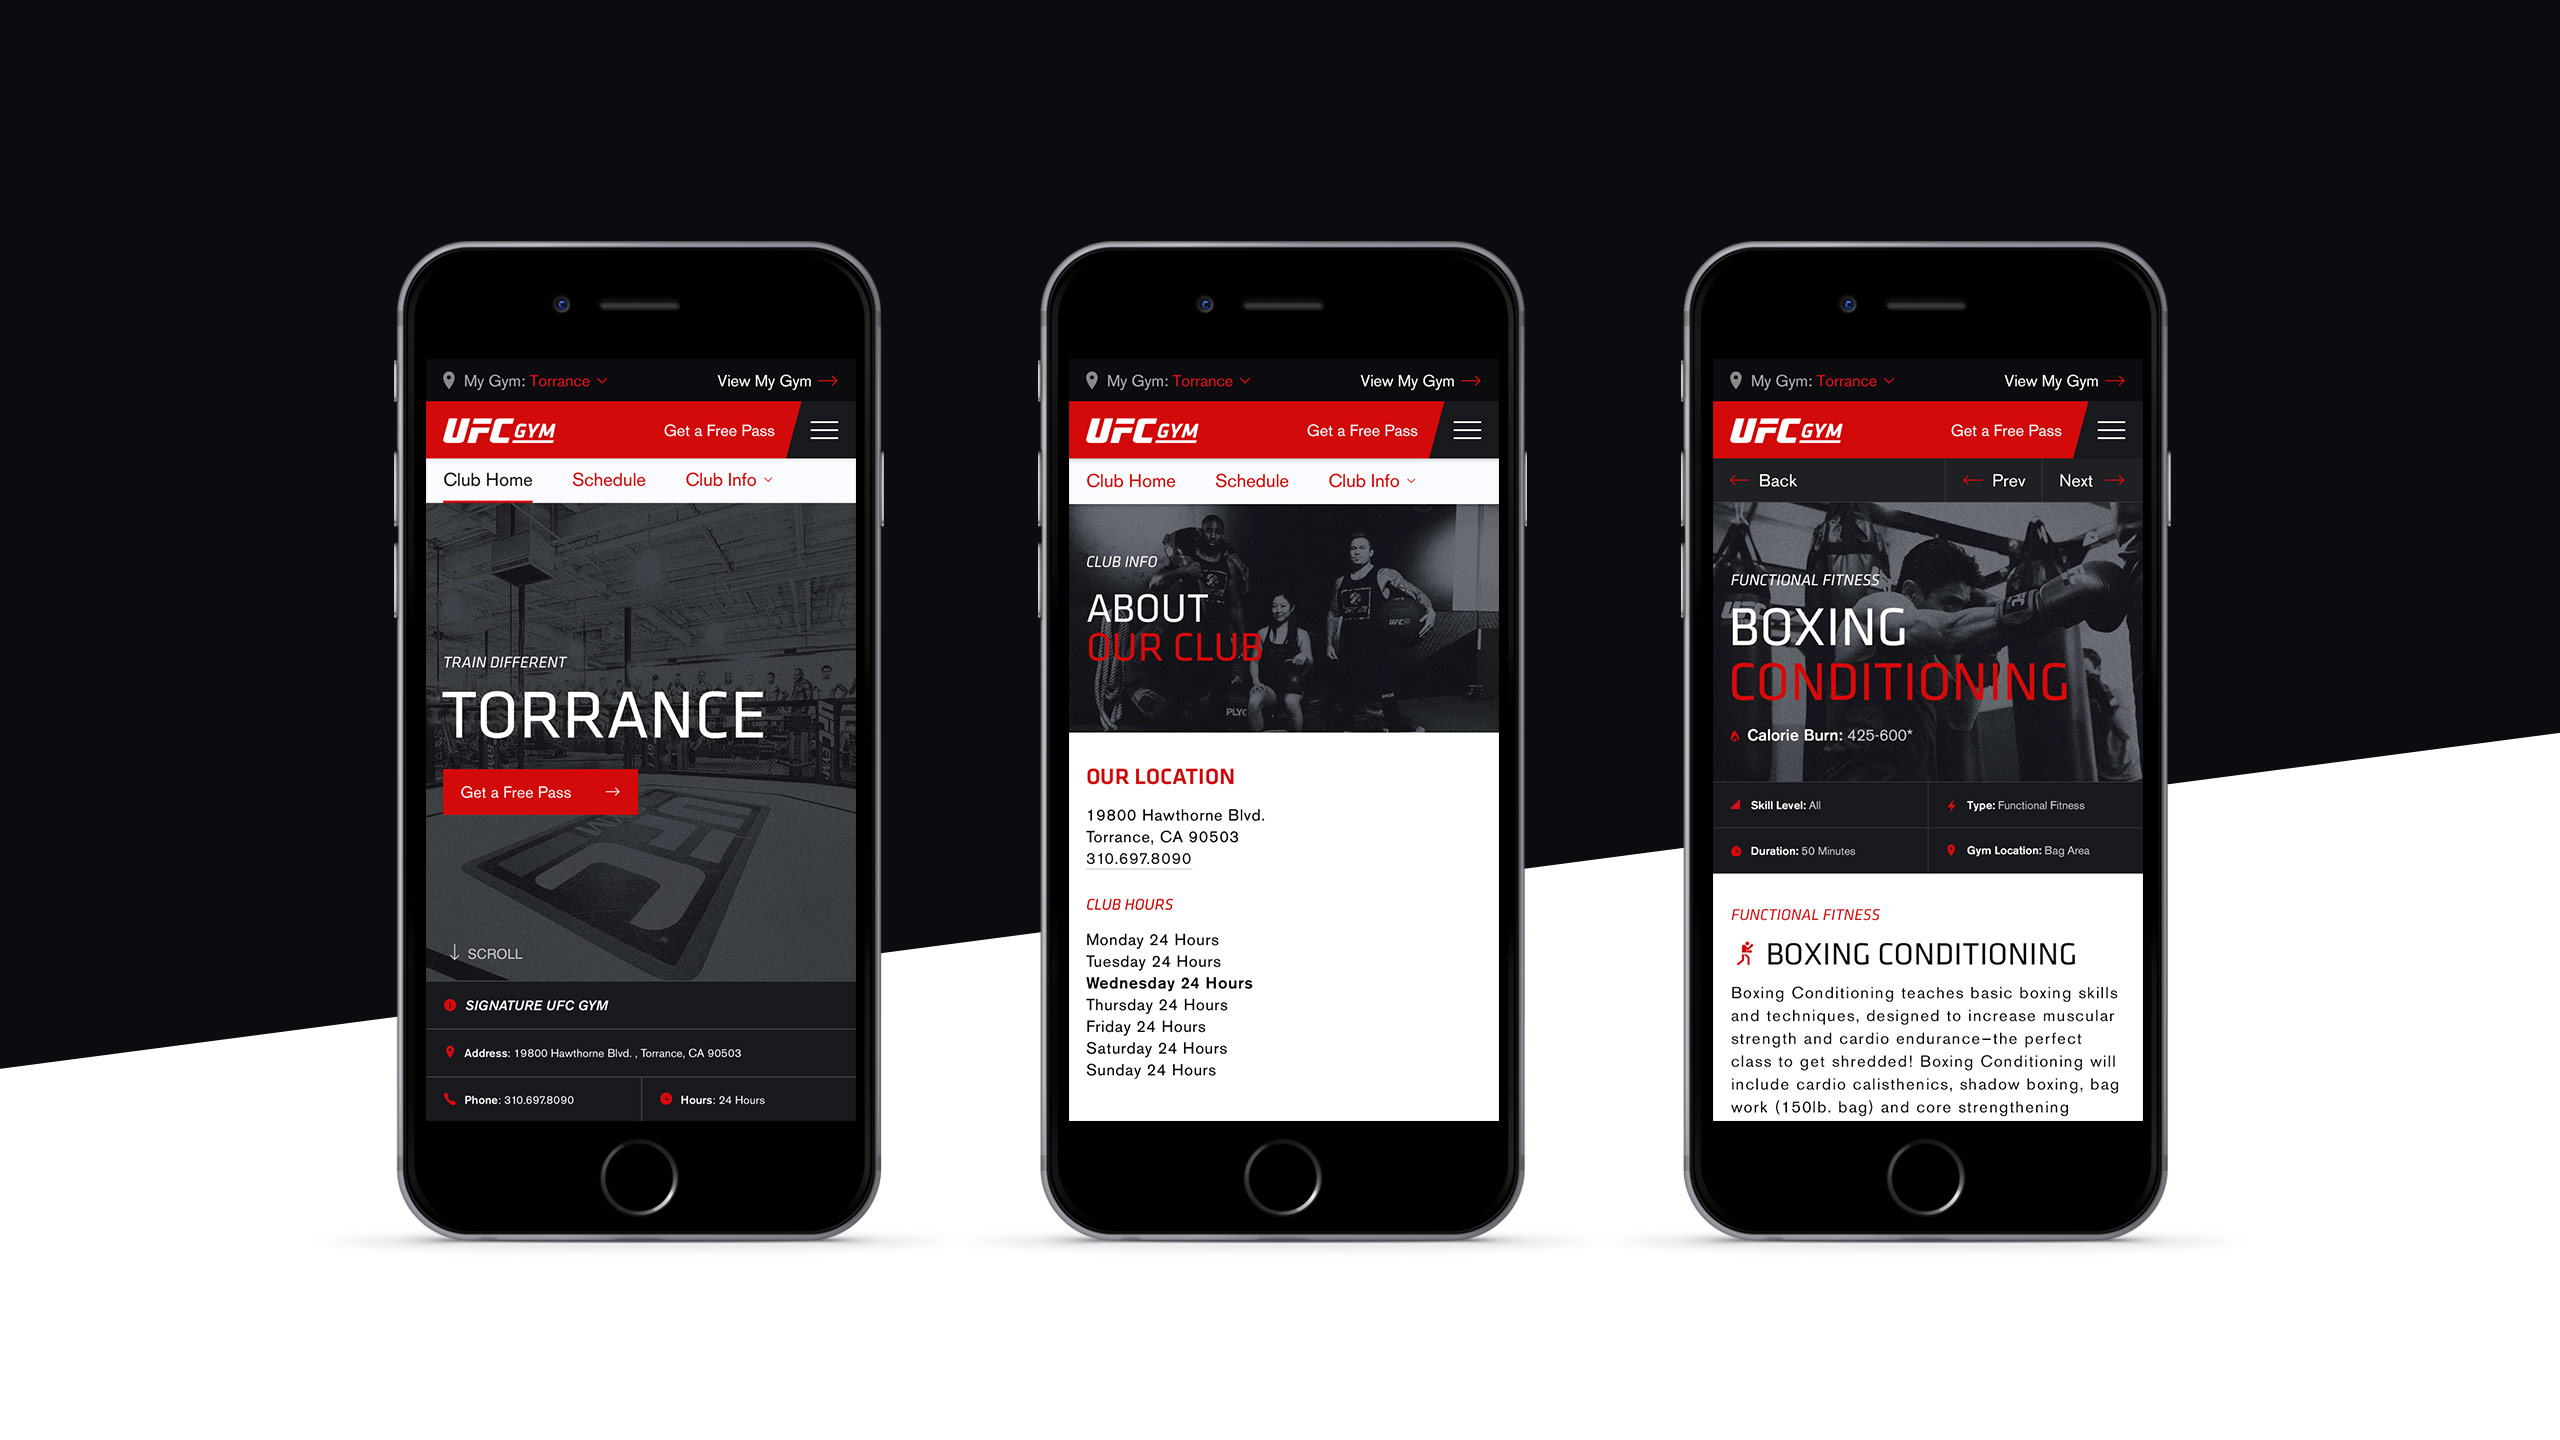 My Gym: Torrance
View My Gym
UFC GYM
Get a Free Pass
Club Home
Schedule
Club Info
TRAIN DIFFERENT
TORRANCE
Get a Free Pass
SCROLL
SIGNATURE UFC GYM
Address: 19800 Hawthorne Blvd. , Torrance, CA 90503
Phone: 310.697.8090
Hours: 24 Hours
My Gym: Torrance
View My Gym
UFC GYM
Get a Free Pass
Club Home
Schedule
Club Info
CLUB INFO
ABOUT
OUR CLUB
UFC
PLYO
OUR LOCATION
19800 Hawthorne Blvd.
Torrance, CA 90503
310.697.8090
CLUB HOURS
Monday 24 Hours
Tuesday 24 Hours
Wednesday 24 Hours
Thursday 24 Hours
Friday 24 Hours
Saturday 24 Hours
Sunday 24 Hours
My Gym: Torrance
View My Gym
UFC GYM
Get a Free Pass
Back
Prev
Next
FUNCTIONAL FITNESS
BOXING
CONDITIONING
Calorie Burn: 425-600*
Skill Level: All
Type: Functional Fitness
Duration: 50 Minutes
Gym Location: Bag Area
FUNCTIONAL FITNESS
BOXING CONDITIONING
Boxing Conditioning teaches basic boxing skills
and techniques, designed to increase muscular
strength and cardio endurance–the perfect
class to get shredded! Boxing Conditioning will
include cardio calisthenics, shadow boxing, bag
work (150lb. bag) and core strengthening